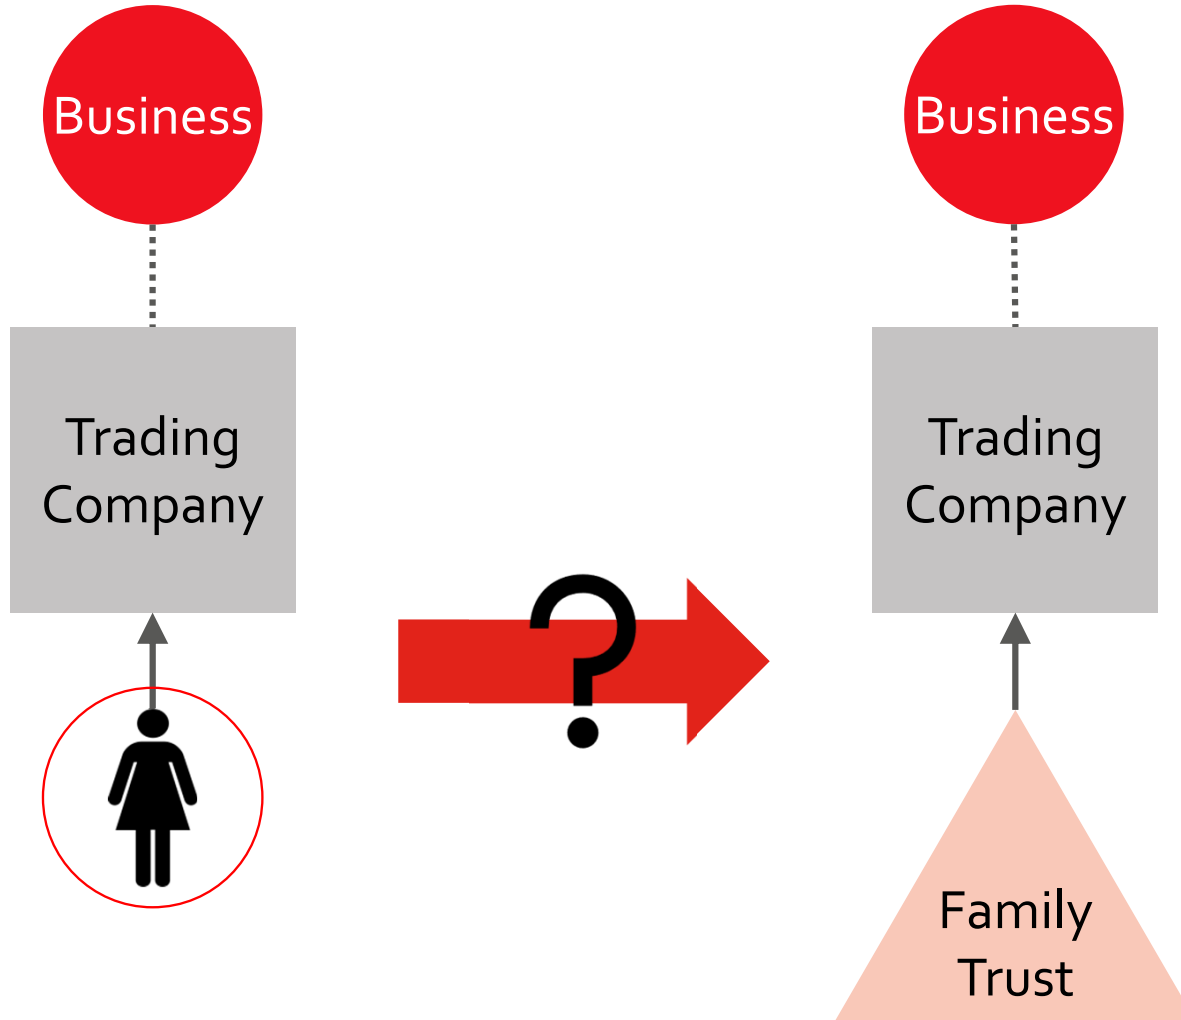 Business
Trading
Company
?
Business
Trading
Company
Family
Trust